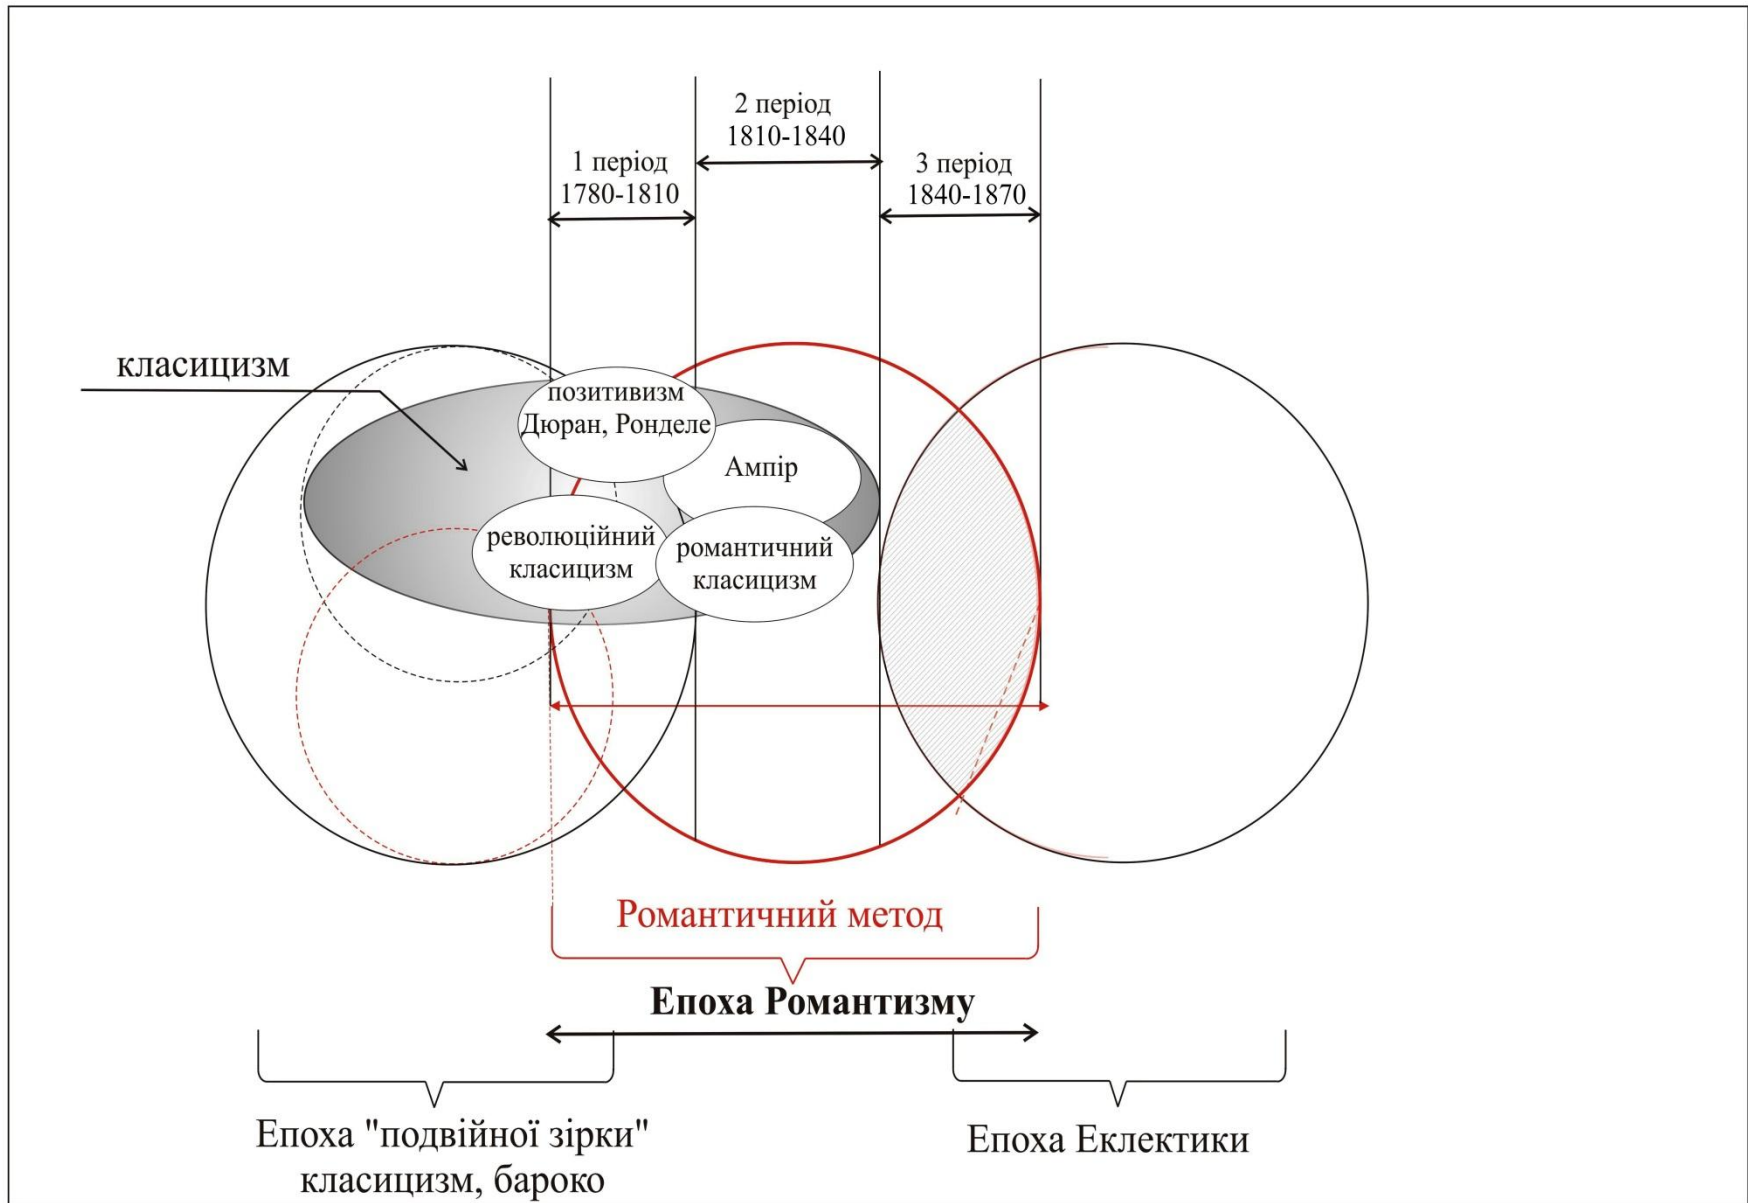 2 період
1810-1840
1 період
1780-1810
3 період
1840-1870
класицизм
позитивизм
Дюран, Ронделе
Ампір
революційний
класицизм
романтичний
класицизм
Романтичний метод
Епоха Романтизму
Епоха "подвійної зірки"
класицизм, бароко
Епоха Еклектики